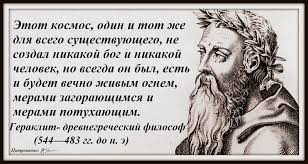 Этот космос, один и тот же
для всего существующего, не
создал никакой бог и никакой
человек, но всегда он был, есть
и будет вечно живым огнем,
мерами загорающимся и
мерами потухающим.
Гераклит- древнегреческий философ
(544—483 гг. до н. э)